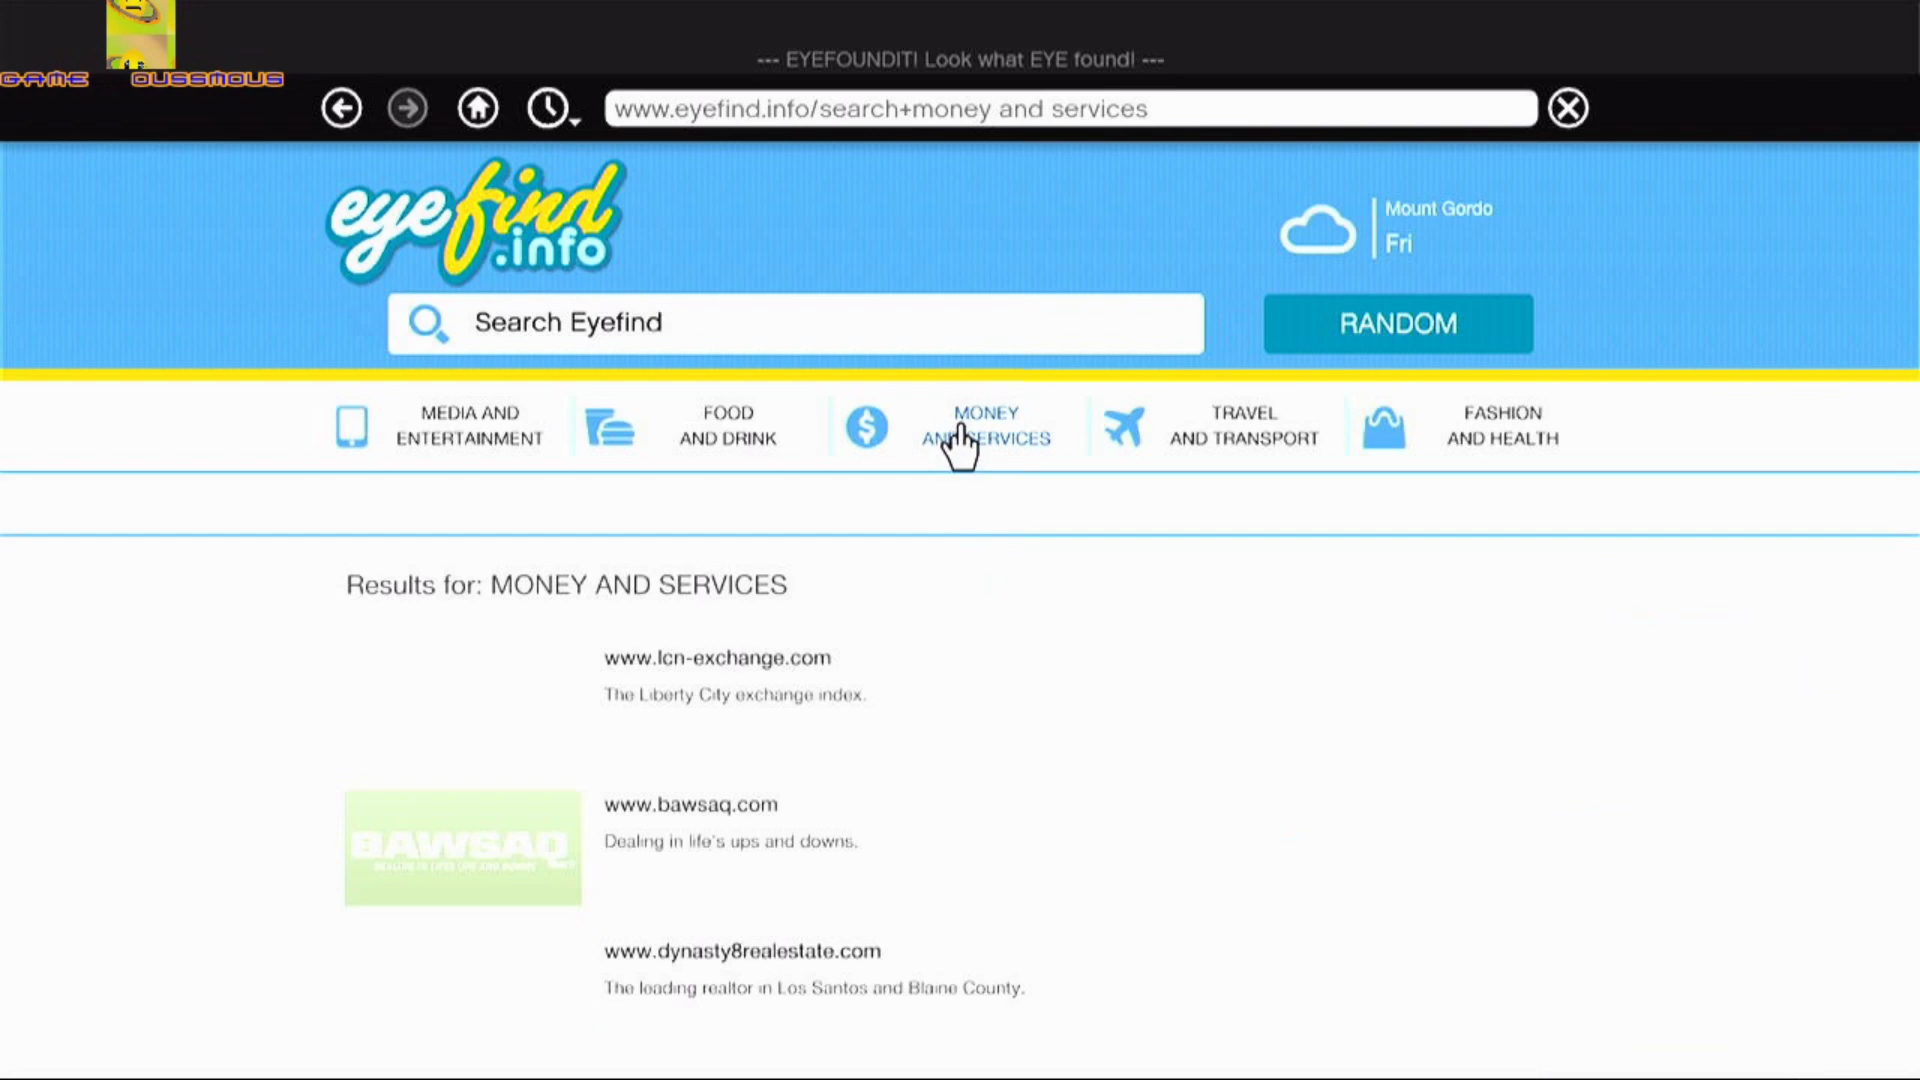 --- EYEFOUNDIT! Look what EYE found! ---
GAME OUSSMOUS
www.eyefind.info/search+money and services
eyefind
.info
Mount Gordo
Fri
Search Eyefind
RANDOM
MEDIA AND
ENTERTAINMENT
FOOD
AND DRINK
MONEY
AND SERVICES
TRAVEL
AND TRANSPORT
FASHION
AND HEALTH
Results for: MONEY AND SERVICES
www.lcn-exchange.com
The Liberty City exchange index.
BAWSAQ
www.bawsaq.com
Dealing in life's ups and downs.
www.dynasty8realestate.com
The leading realtor in Los Santos and Blaine County.